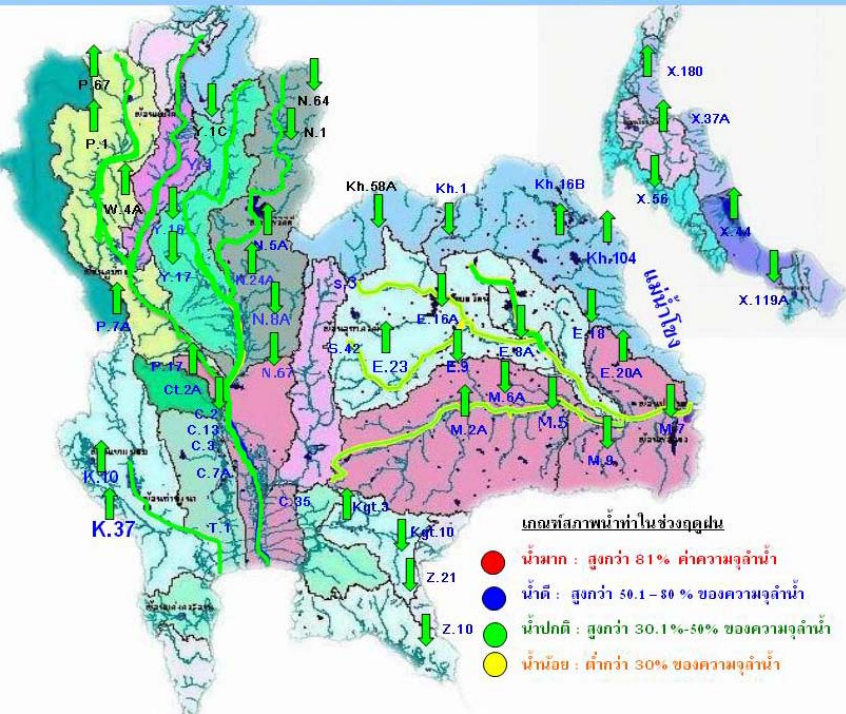 P.67
N.64
X.180
P.1
Y.1C
N.1
X.37A
W.4A
Kh.58A
Kh.1
Kh.16B
X.56
Y.16
N.5A
X.44
Y.17
N.24A
S.3
Kh.104
แม่น้ำโขง
X.119A
P.7A
N.8A
E.16A
E.18
P.17
N.67
S.42
E.23
E.9
E.8A
E.20A
Ct.2A
M.6A
C.2
M.2A
M.5
M.7
C.13
C.3
M.9
K.10
C.7A
C.35
K.37
T.1
Kgt.3
Kgt.10
Z.21
Z.10
เกณฑ์สภาพน้ำท่าในช่วงฤดูฝน
น้ำมาก : สูงกว่า 81% ค่าความจุลำน้ำ
น้ำดี : สูงกว่า 50.1 - 80 % ของความจุลำน้ำ
น้ำปกติ : สูงกว่า 30.1%-50% ของความจุลำน้ำ
น้ำน้อย : ต่ำกว่า 30% ของความจุลำน้ำ